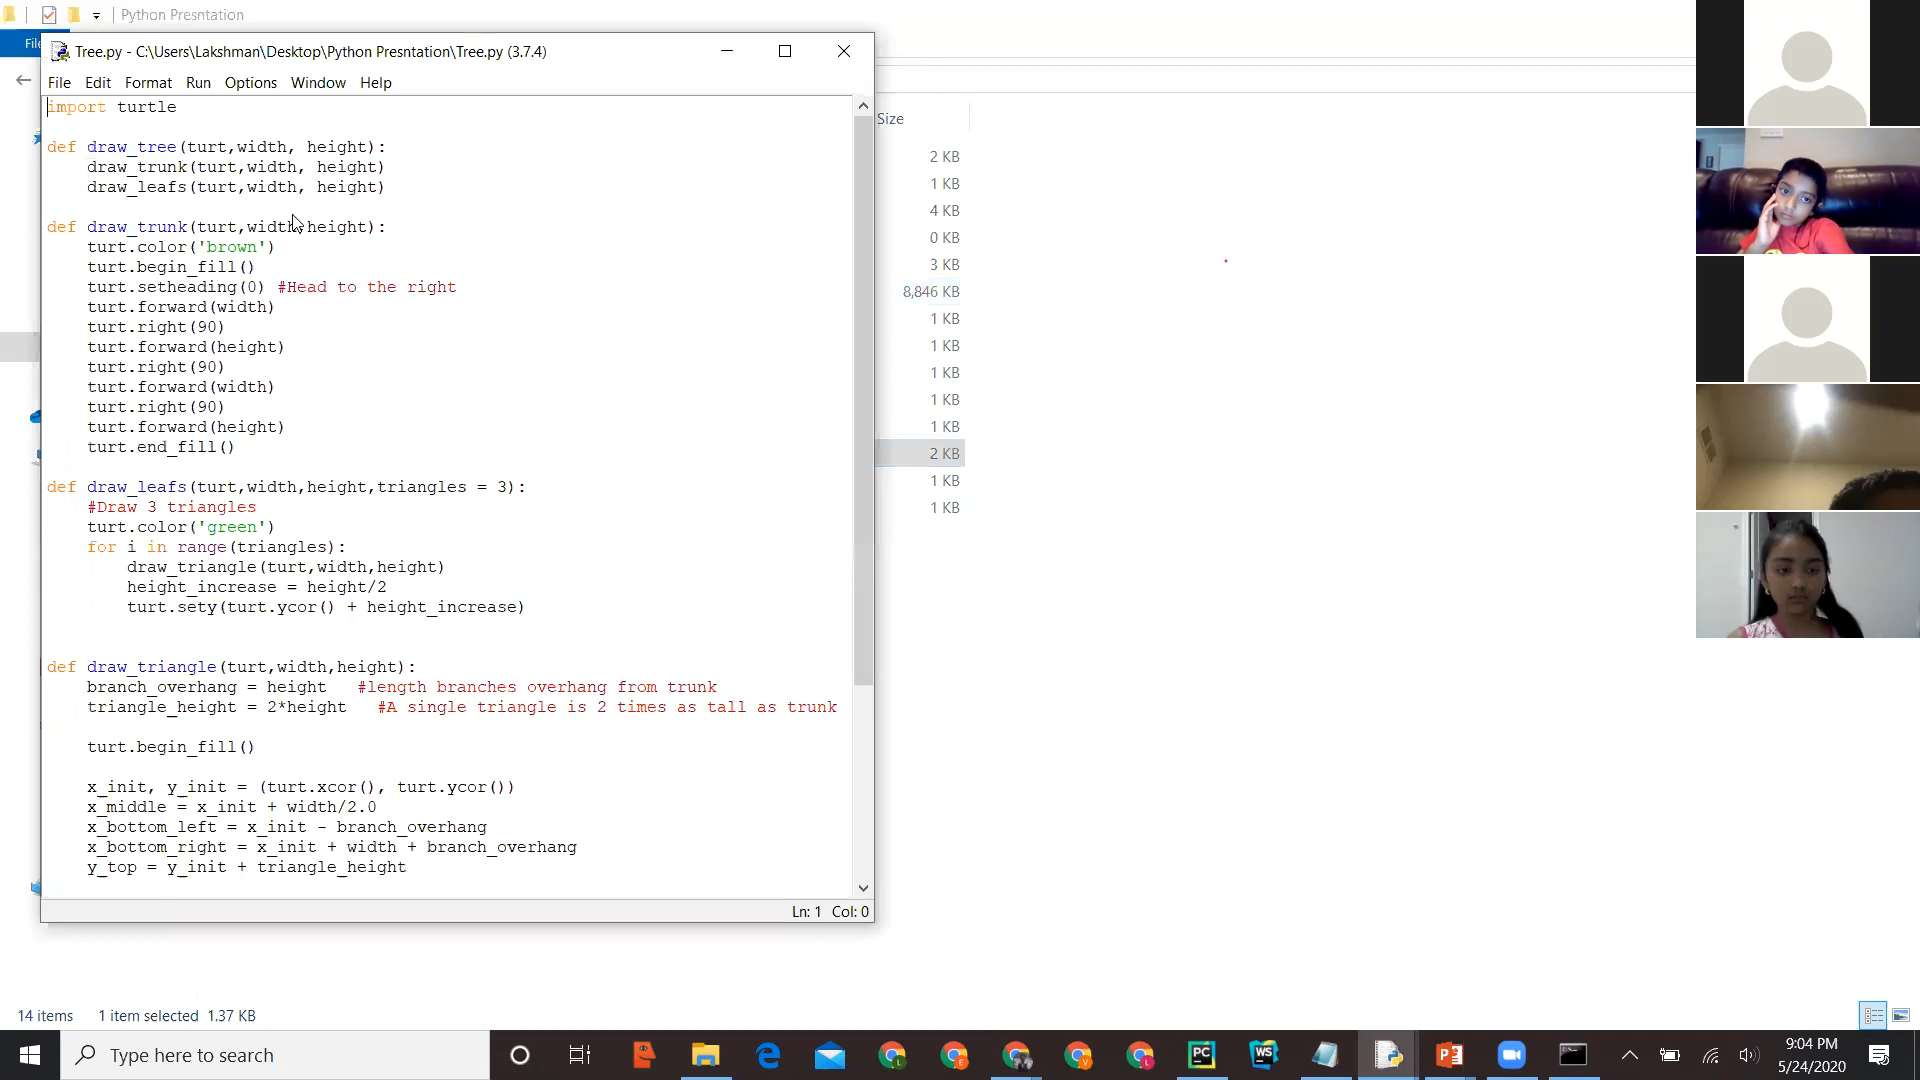 Python Presntation
File
Tree.py - C:\Users\Lakshman\Desktop\Python Presntation\Tree.py (3.7.4)
File Edit Format Run Options Window Help
import turtle
def draw_tree(turt,width, height):
draw_trunk(turt,width, height)
draw_leafs(turt,width, height)
def draw_trunk(turt,width,height):
turt.color('brown')
turt.begin_fill()
turt.setheading(0) #Head to the right
turt.forward(width)
turt.right(90)
turt.forward(height)
turt.right(90)
turt.forward(width)
turt.right(90)
turt.forward(height)
turt.end_fill()
def draw_leafs(turt,width,height,triangles = 3):
#Draw 3 triangles
turt.color('green')
for i in range(triangles):
draw_triangle(turt,width,height)
height_increase = height/2
turt.sety(turt.ycor() + height_increase)
def draw_triangle(turt,width,height):
branch_overhang = height #length branches overhang from trunk
triangle_height = 2*height #A single triangle is 2 times as tall as trunk
turt.begin_fill()
x_init, y_init = (turt.xcor(), turt.ycor())
x_middle = x_init + width/2.0
x_bottom_left = x_init - branch_overhang
x_bottom_right = x_init + width + branch_overhang
y_top = y_init + triangle_height
Ln: 1 Col: 0
Size
2 KB
1 KB
4 KB
0 KB
3 KB
8,846 KB
1 KB
1 KB
1 KB
1 KB
1 KB
2 KB
1 KB
1 KB
14 items 1 item selected 1.37 KB
Type here to search
PC
WS
9:04 PM
5/24/2020